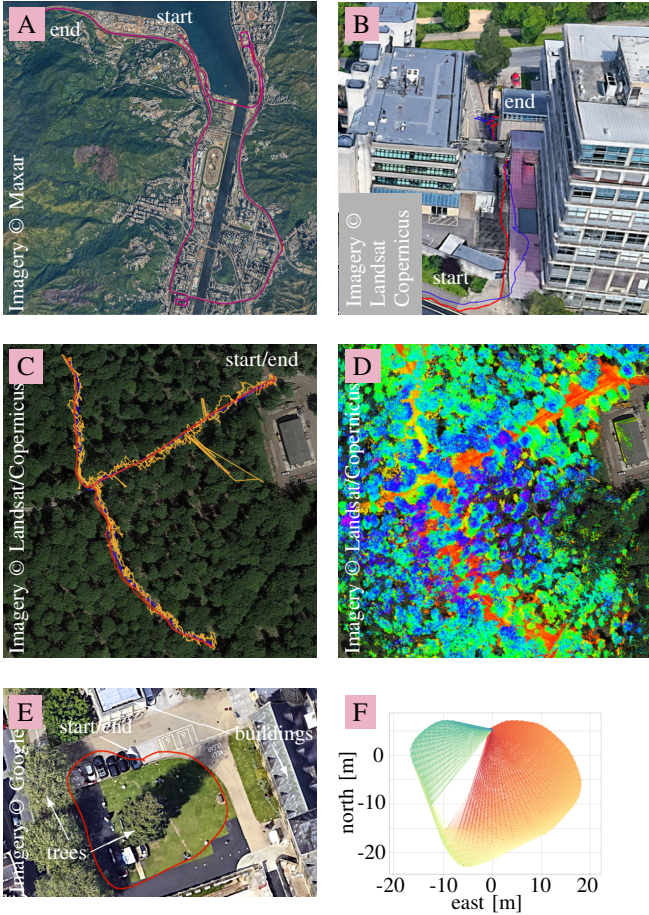 A
start
end
Imagery © Maxar
B
end
Imagery ©
Landsat
Copernicus
start
C
start/end
Imagery © Landsat/Copernicus
D
Imagery © Landsat/Copernicus
E
start/end
buildings
trees
Imagery © Google
F
north [m]
0
-10
-20
-20
-10
0
10
20
east [m]